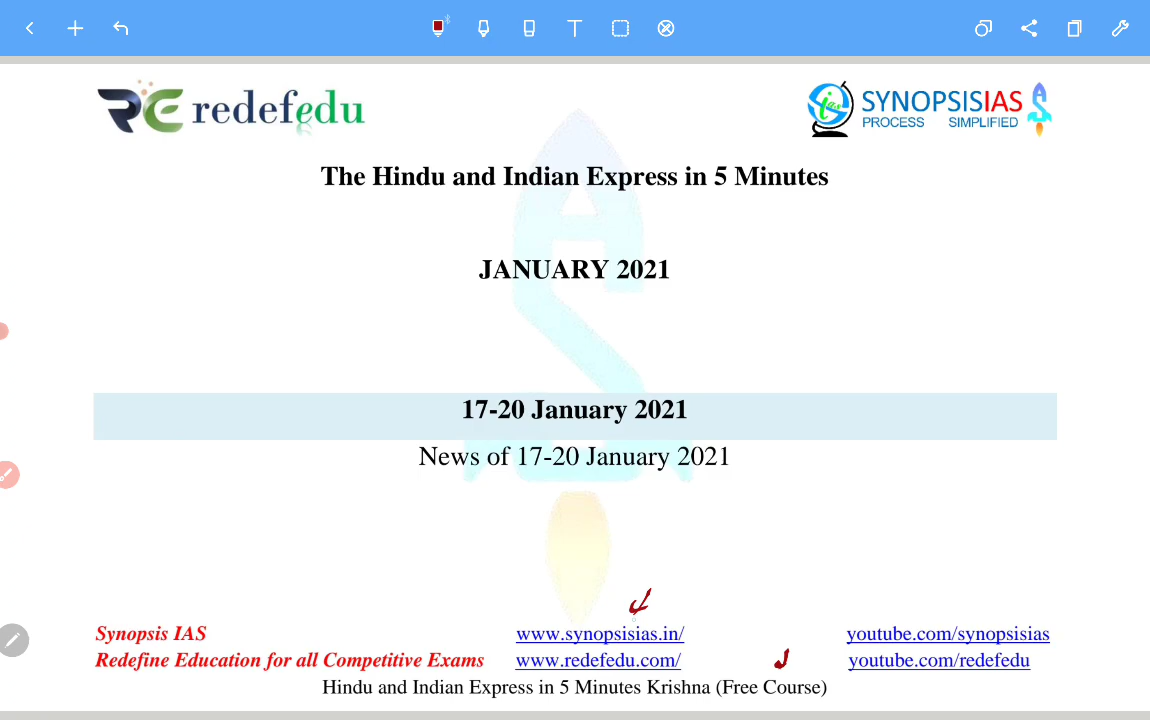 redefedu
SYNOPSISIAS
PROCESS SIMPLIFIED
The Hindu and Indian Express in 5 Minutes
JANUARY 2021
17-20 January 2021
News of 17-20 January 2021
Synopsis IAS www.synopsisias.in/ youtube.com/synopsisias
Redefine Education for all Competitive Exams www.redefedu.com/ youtube.com/redefedu
Hindu and Indian Express in 5 Minutes Krishna (Free Course)